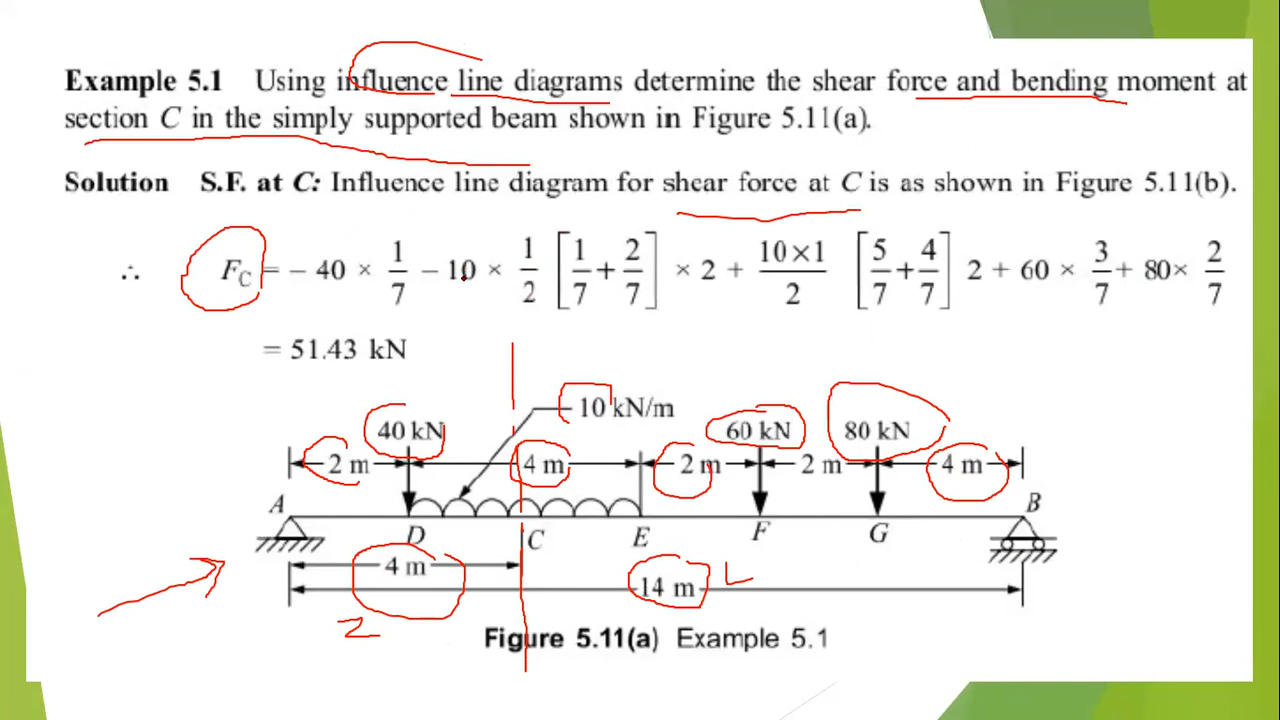 Example 5.1 Using influence line diagrams determine the shear force and bending moment at
section C in the simply supported beam shown in Figure 5.11(a).
Solution S.F. at C: Influence line diagram for shear force at C is as shown in Figure 5.11(b).
∴ F_C = – 40 × 1/7 – 10 × 1/2 [1/7 + 2/7] × 2 + 10×1/2 [5/7 + 4/7] 2 + 60 × 3/7 + 80× 2/7
= 51.43 kN
10 kN/m
40 kN 60 kN 80 kN
2 m 4 m 2 m 2 m 4 m
A B
D C E F G
4 m
14 m L
Z
Figure 5.11(a) Example 5.1